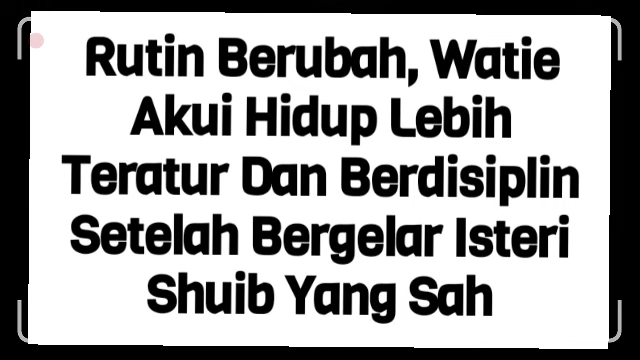 Rutin Berubah, Watie
Akui Hidup Lebih
Teratur Dan Berdisiplin
Setelah Bergelar Isteri
Shuib Yang Sah